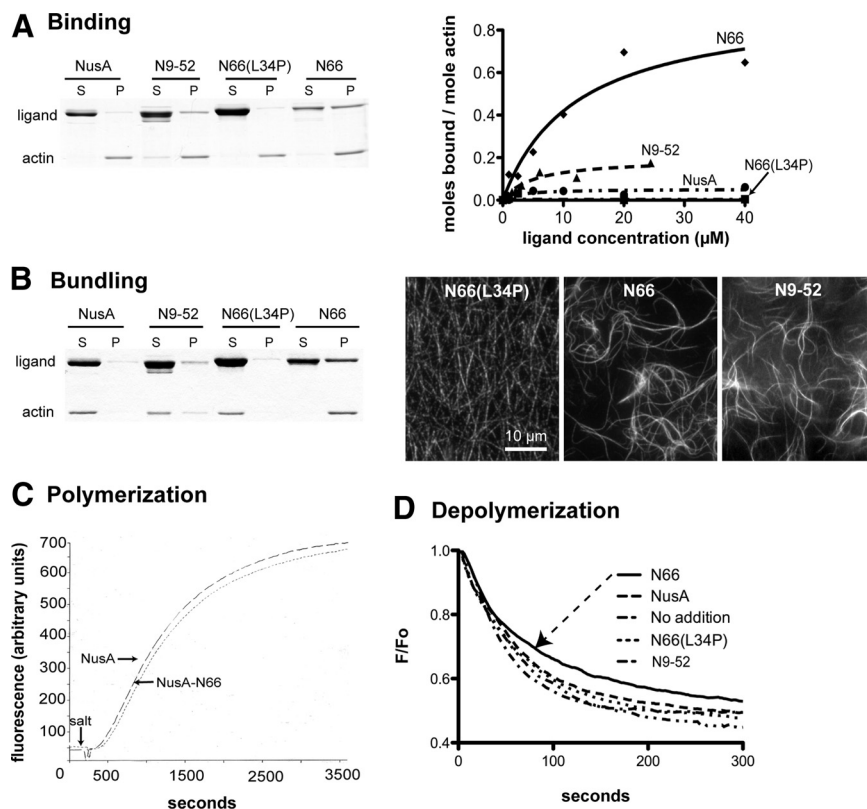 A Binding
NusA N9-52 N66(L34P) N66
S P S P S P S P
ligand
actin
moles bound / mole actin
0.8
0.6
0.4
0.2
0.0
0 10 20 30 40
ligand concentration (µM)
N66
N9-52
N66(L34P)
NusA
B Bundling
NusA N9-52 N66(L34P) N66
S P S P S P S P
ligand
actin
N66(L34P) N66 N9-52
10 µm
C Polymerization
fluorescence (arbitrary units)
700
600
500
400
300
200
100
0 500 1500 2500 3500
seconds
NusA
NusA-N66
salt
D Depolymerization
F/Fo
1.0
0.8
0.6
0.4
0 100 200 300
seconds
N66
NusA
No addition
N66(L34P)
N9-52